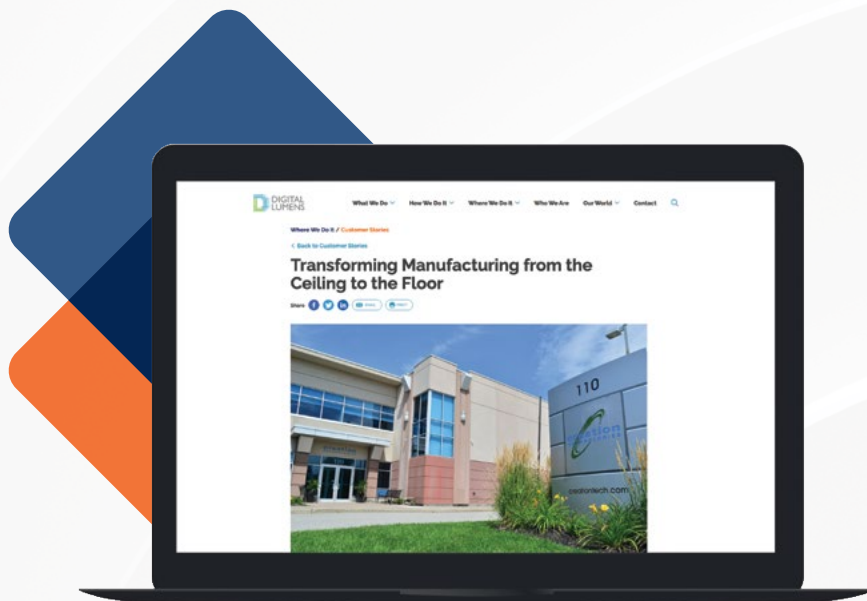 DIGITAL
LUMENS
What We Do How We Do It Where We Do It Who We Are Our World Contact
Where We Do It / Customer Stories
< Back to Customer Stories
Transforming Manufacturing from the
Ceiling to the Floor
Share
110
creationtech.com